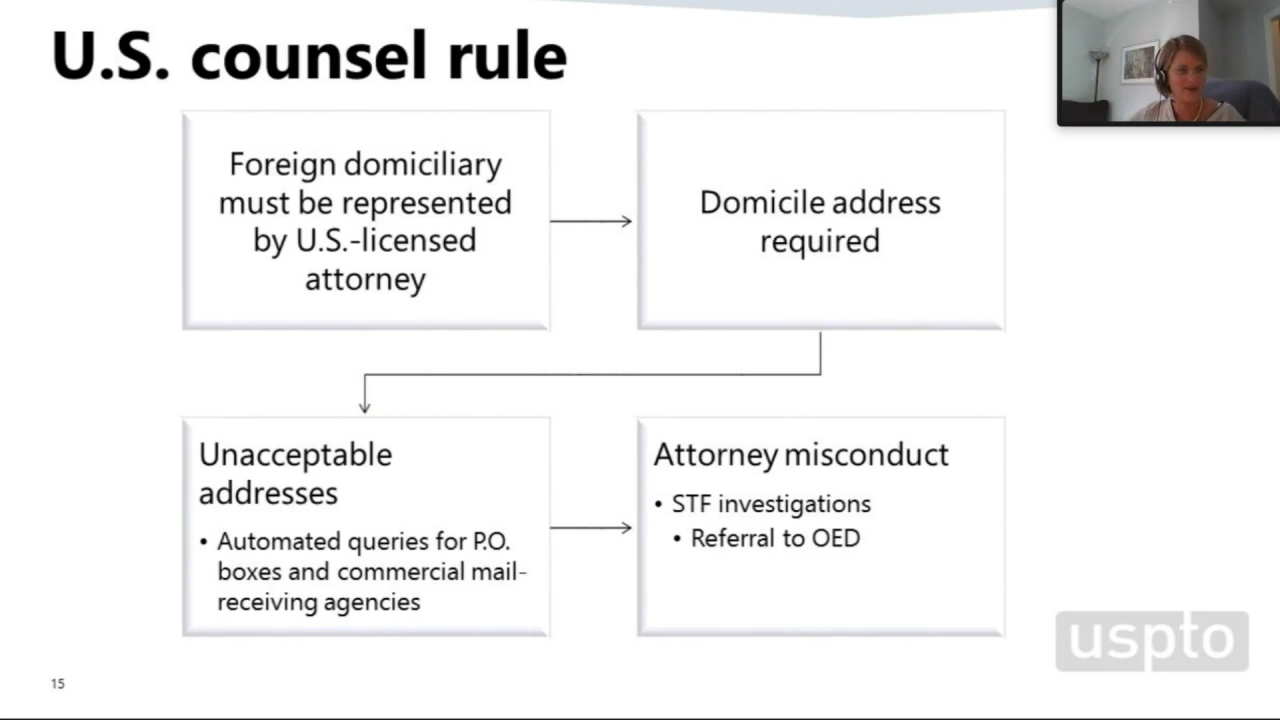 U.S. counsel rule
Foreign domiciliary
must be represented
by U.S.-licensed
attorney
Domicile address
required
Unacceptable
addresses
• Automated queries for P.O.
boxes and commercial mail-
receiving agencies
Attorney misconduct
• STF investigations
• Referral to OED
uspto
15